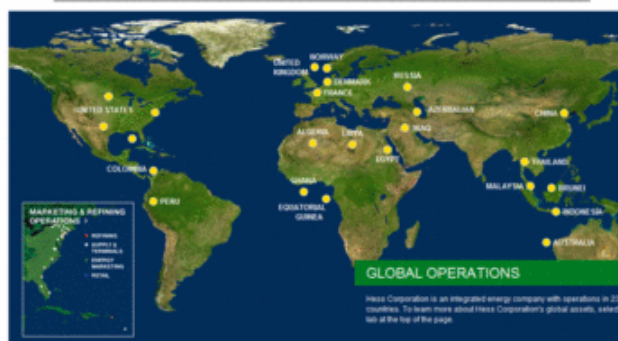 NORWAY
UNITED
KINGDOM
DENMARK
RUSSIA
FRANCE
UNITED STATES
AZERBAIJAN
CHINA
ALGERIA
LIBYA
IRAQ
EGYPT
COLOMBIA
THAILAND
GHANA
MALAYSIA
BRUNEI
PERU
EQUATORIAL
GUINEA
INDONESIA
AUSTRALIA
MARKETING & REFINING
OPERATIONS
REFINING
SUPPLY &
TERMINALS
ENERGY
MARKETING
RETAIL
GLOBAL OPERATIONS
Hess Corporation is an integrated energy company with operations in
countries. To learn more about Hess Corporation's global assets, select
tab at the top of the page.